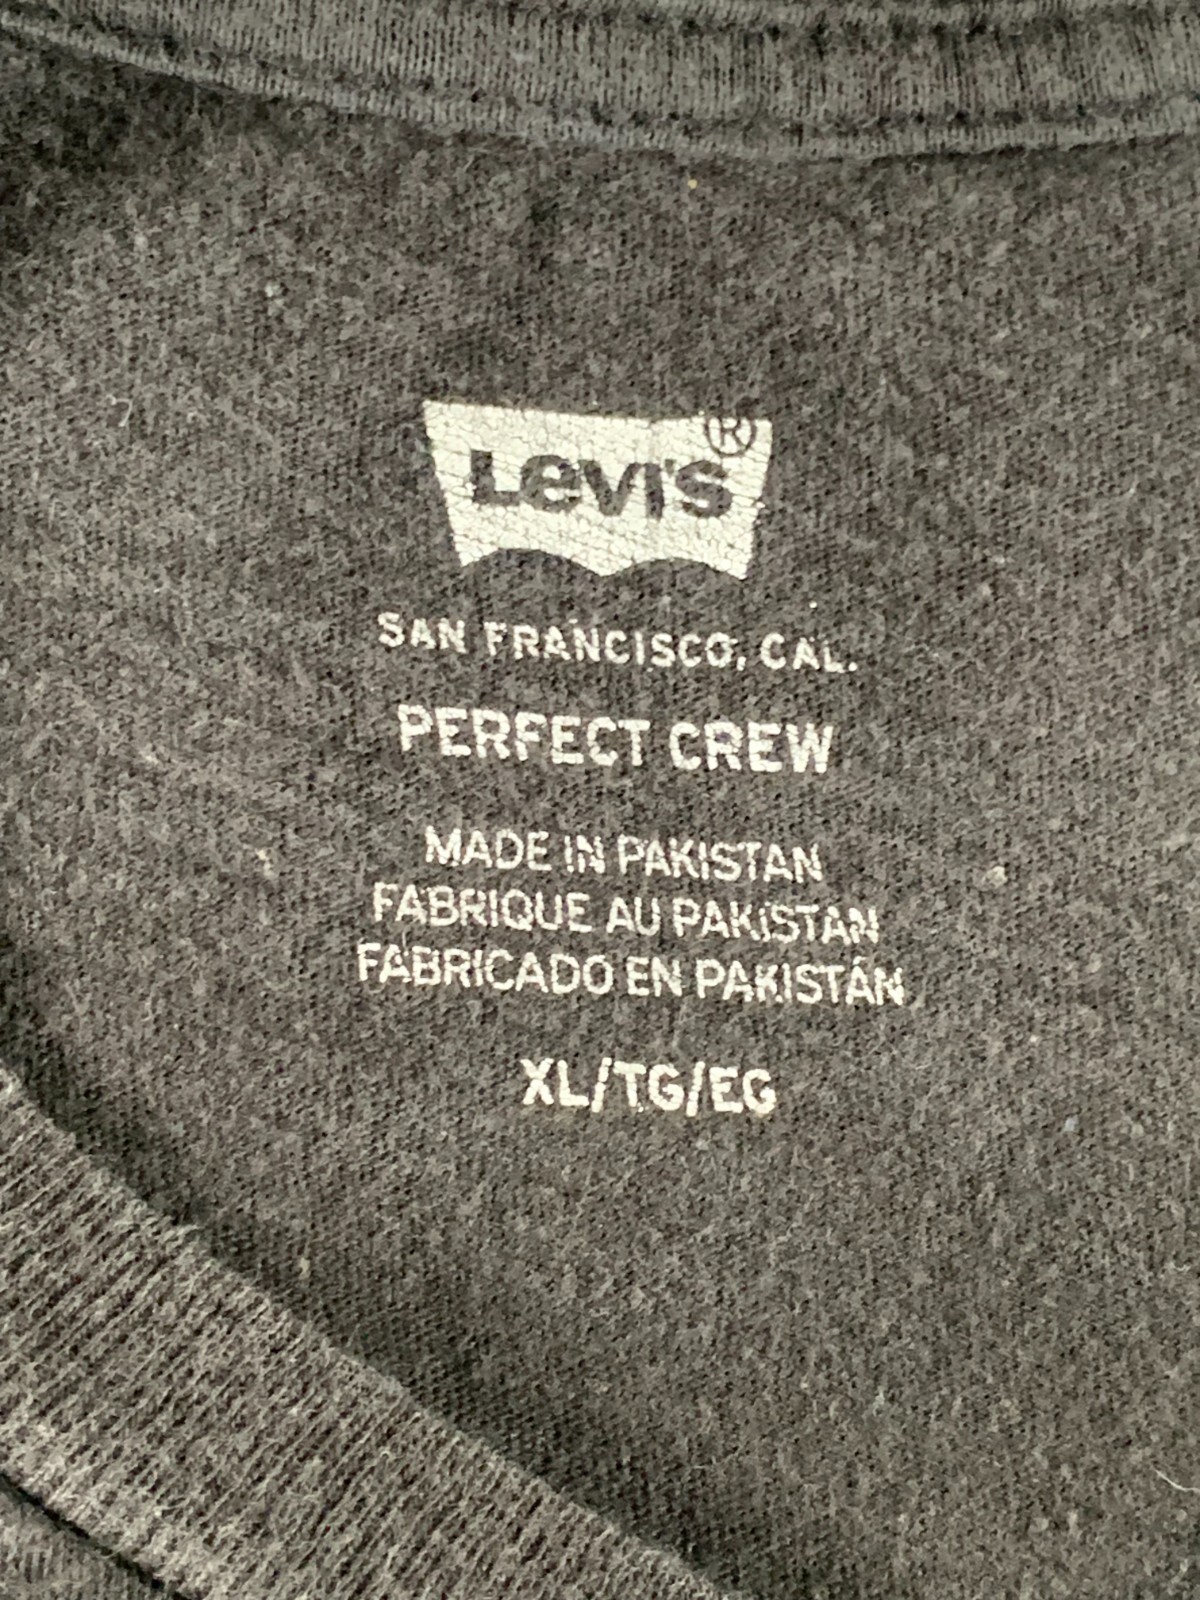 Levi's®
SAN FRANCISCO, CAL.
PERFECT CREW
MADE IN PAKISTAN
FABRIQUE AU PAKISTAN
FABRICADO EN PAKISTÁN
XL/TG/EG